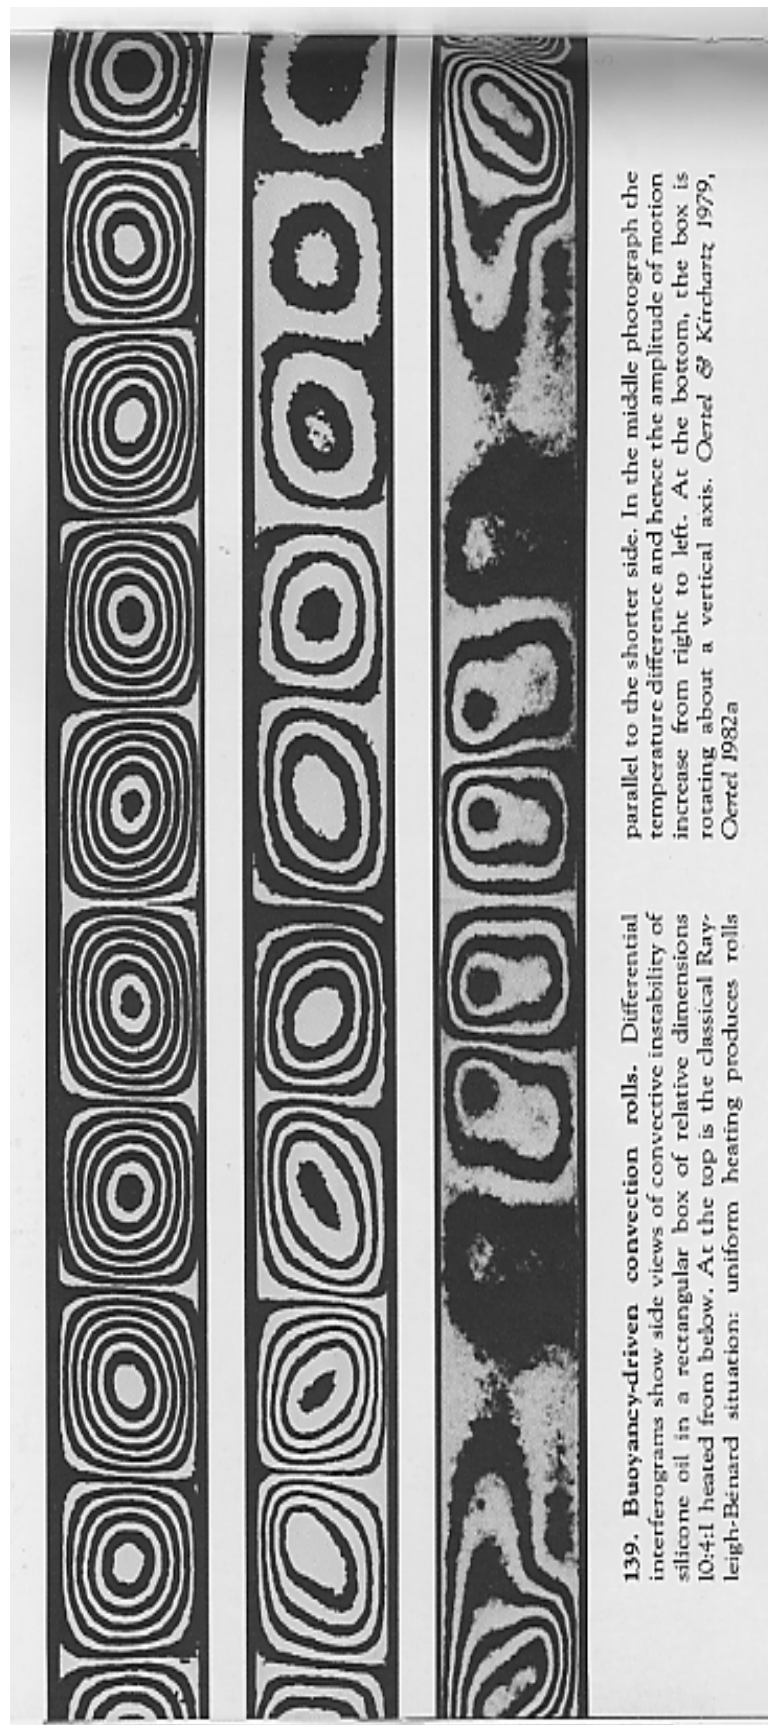 139. Buoyancy-driven convection rolls. Differential
interferograms show side views of convective instability of
silicone oil in a rectangular box of relative dimensions
10:4:1 heated from below. At the top is the classical Ray-
leigh-Bénard situation: uniform heating produces rolls
parallel to the shorter side. In the middle photograph the
temperature difference and hence the amplitude of motion
increase from right to left. At the bottom, the box is
rotating about a vertical axis. Oertel & Kirchartz 1979,
Oertel 1982a